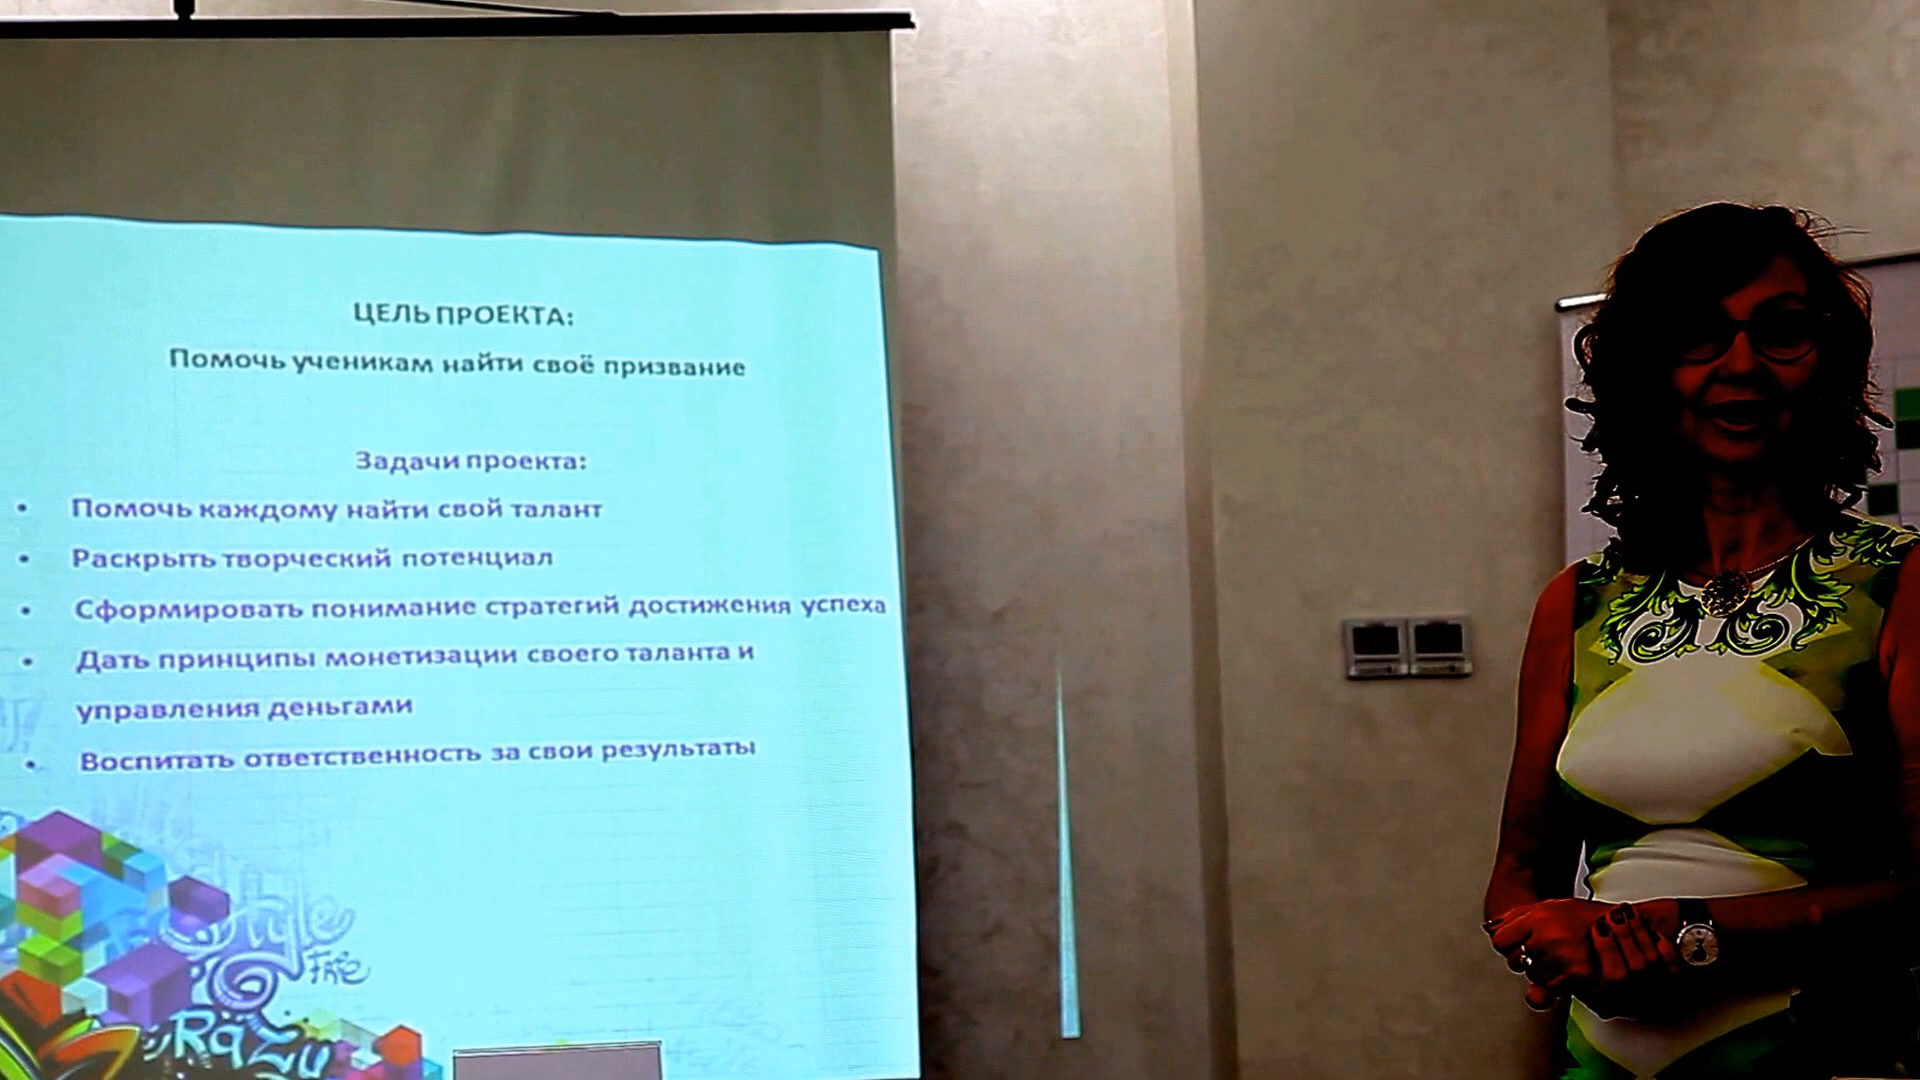 ЦЕЛЬ ПРОЕКТА:
Помочь ученикам найти своё призвание
Задачи проекта:
• Помочь каждому найти свой талант
• Раскрыть творческий потенциал
• Сформировать понимание стратегий достижения успеха
• Дать принципы монетизации своего таланта и
управления деньгами
• Воспитать ответственность за свои результаты
Style